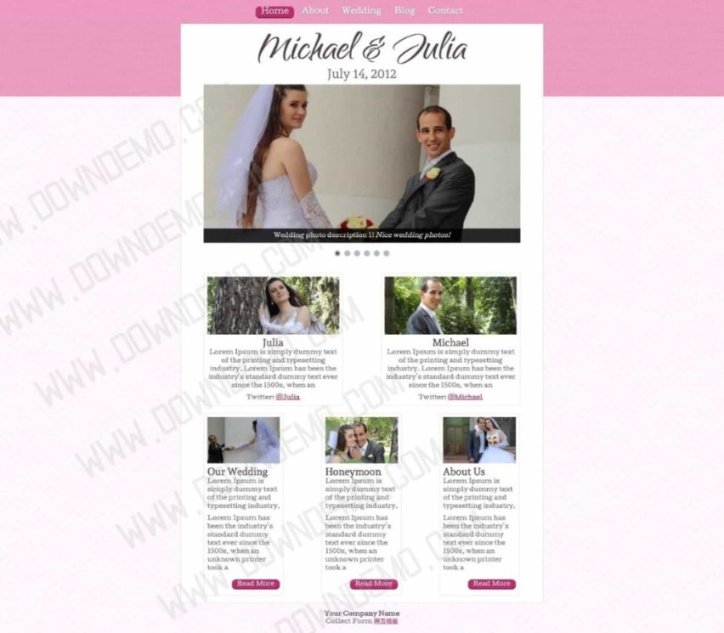 Home About Wedding Blog Contact
Michael & Julia
July 14, 2012
Wedding photo description 1! Nice wedding photos!
Julia
Lorem Ipsum is simply dummy text
of the printing and typesetting
industry. Lorem Ipsum has been the
industry's standard dummy text ever
since the 1500s, when an
Twitter: @Julia
Michael
Lorem Ipsum is simply dummy text
of the printing and typesetting
industry. Lorem Ipsum has been the
industry's standard dummy text ever
since the 1500s, when an
Twitter: @Michael
Our Wedding
Lorem Ipsum is
simply dummy text
of the printing and
typesetting industry.
Lorem Ipsum has
been the industry's
standard dummy
text ever since the
1500s, when an
unknown printer
took a
Read More
Honeymoon
Lorem Ipsum is
simply dummy text
of the printing and
typesetting industry.
Lorem Ipsum has
been the industry's
standard dummy
text ever since the
1500s, when an
unknown printer
took a
Read More
About Us
Lorem Ipsum is
simply dummy text
of the printing and
typesetting industry.
Lorem Ipsum has
been the industry's
standard dummy
text ever since the
1500s, when an
unknown printer
took a
Read More
Your Company Name
Collect Form 网页模板
WWW.DOWNDEMO.COM
WWW.DOWNDEMO.COM
WWW.DOWNDEMO.COM